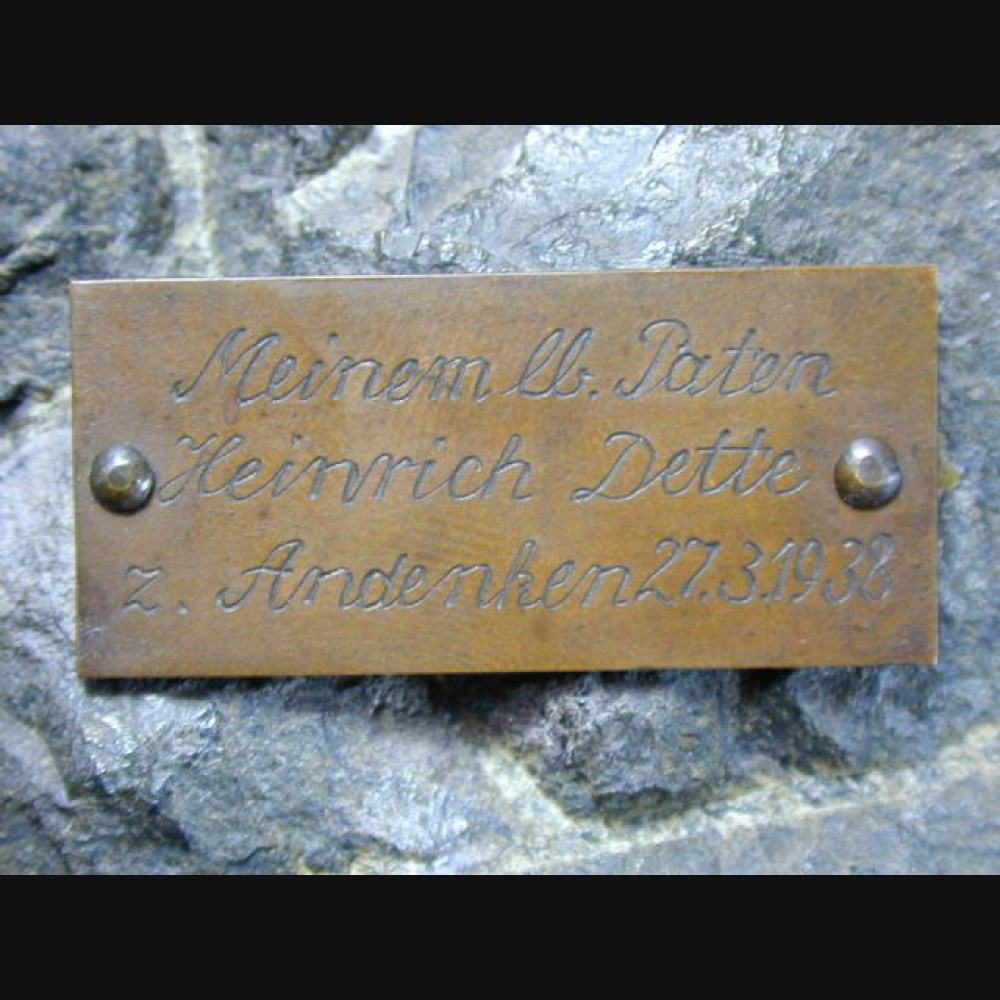 Meinem lb. Paten
Heinrich Dette
z. Andenken 27.3.1938